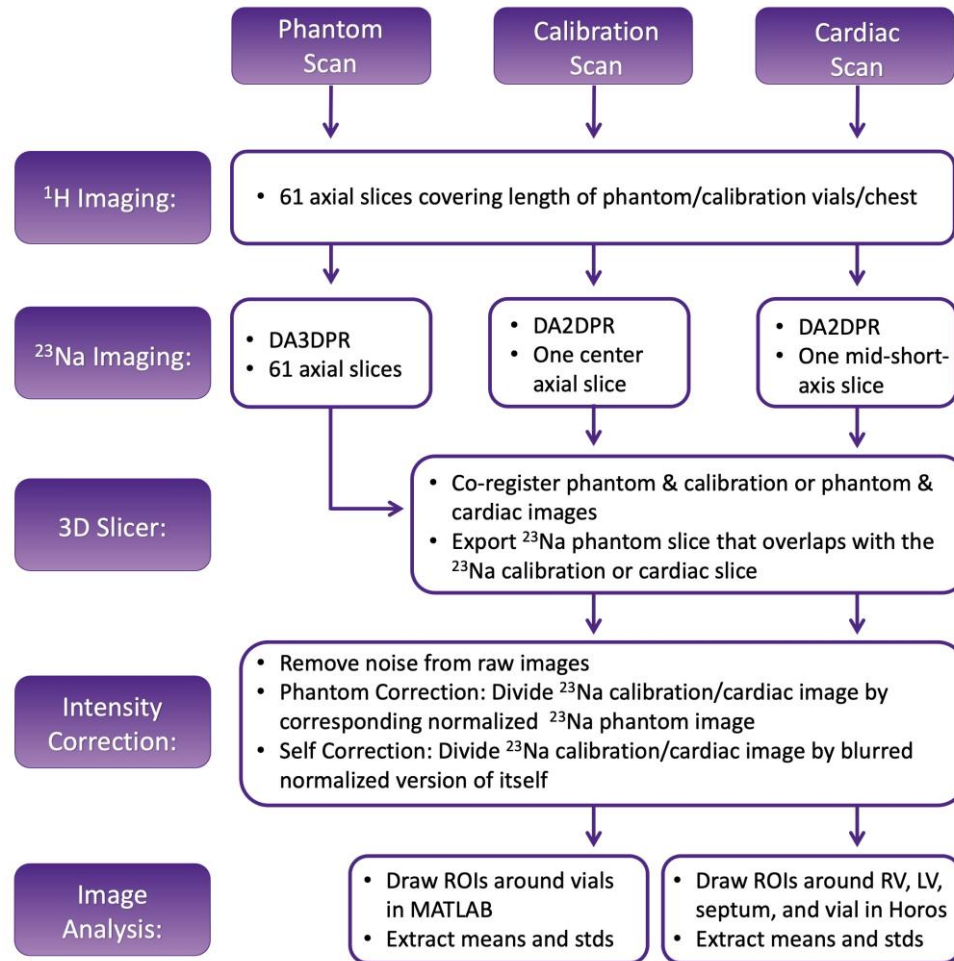 Phantom
Scan
Calibration
Scan
Cardiac
Scan
¹H Imaging:
• 61 axial slices covering length of phantom/calibration vials/chest
²³Na Imaging:
• DA3DPR
• 61 axial slices
• DA2DPR
• One center
axial slice
• DA2DPR
• One mid-short-
axis slice
3D Slicer:
• Co-register phantom & calibration or phantom &
cardiac images
• Export ²³Na phantom slice that overlaps with the
²³Na calibration or cardiac slice
Intensity
Correction:
• Remove noise from raw images
• Phantom Correction: Divide ²³Na calibration/cardiac image by
corresponding normalized ²³Na phantom image
• Self Correction: Divide ²³Na calibration/cardiac image by blurred
normalized version of itself
Image
Analysis:
• Draw ROIs around vials
in MATLAB
• Extract means and stds
• Draw ROIs around RV, LV,
septum, and vial in Horos
• Extract means and stds